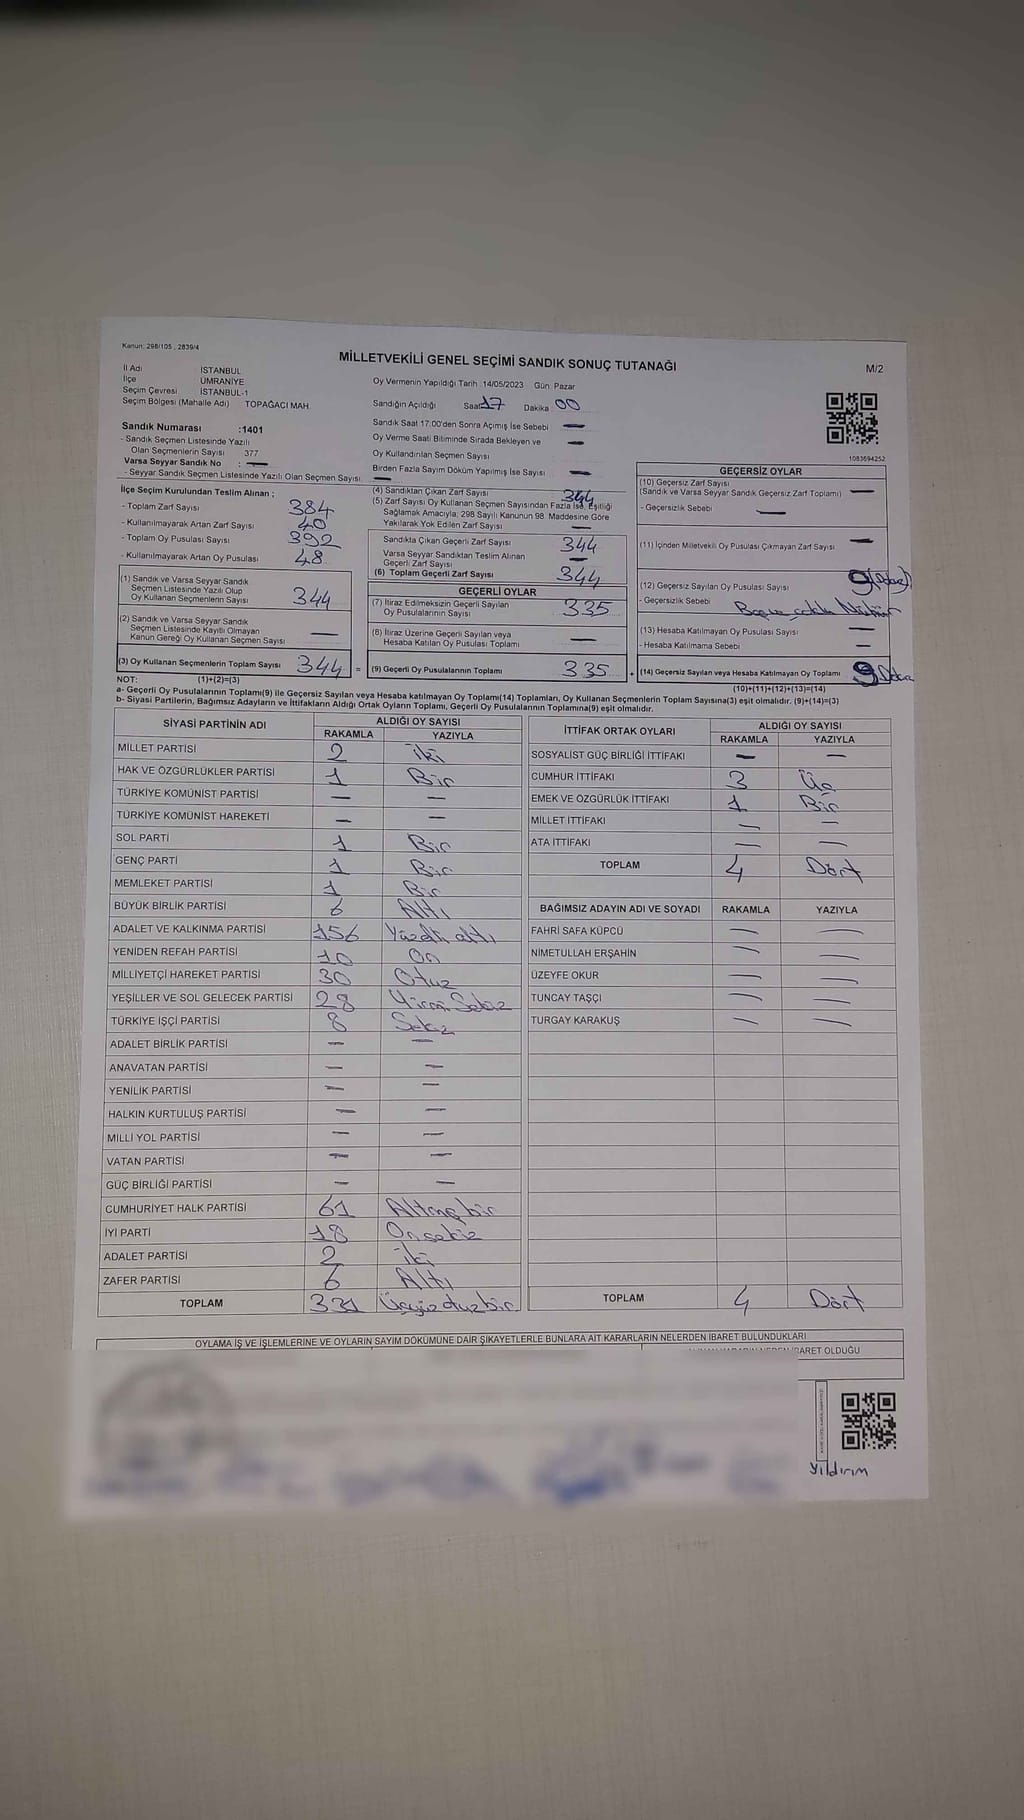 Kanun: 298/105 , 2839/4
MİLLETVEKİLİ GENEL SEÇİMİ SANDIK SONUÇ TUTANAĞI
M/2
İl Adı İSTANBUL
İlçe ÜMRANİYE
Seçim Çevresi İSTANBUL-1
Seçim Bölgesi (Mahalle Adı) TOPAĞACI MAH.
Oy Vermenin Yapıldığı Tarih :14/05/2023 Gün: Pazar
Sandığın Açıldığı Saat 17 Dakika 00
Sandık Saat 17:00'den Sonra Açılmış İse Sebebi —
Oy Verme Saati Bitiminde Sırada Bekleyen ve —
Oy Kullandırılan Seçmen Sayısı
Birden Fazla Sayım Döküm Yapılmış İse Sayısı —
Sandık Numarası :1401
- Sandık Seçmen Listesinde Yazılı
Olan Seçmenlerin Sayısı 377
Varsa Seyyar Sandık No : —
- Seyyar Sandık Seçmen Listesinde Yazılı Olan Seçmen Sayısı —
1083694252
İlçe Seçim Kurulundan Teslim Alınan ;
- Toplam Zarf Sayısı 384
- Kullanılmayarak Artan Zarf Sayısı 40
- Toplam Oy Pusulası Sayısı 392
- Kullanılmayarak Artan Oy Pusulası 48
(1) Sandık ve Varsa Seyyar Sandık
Seçmen Listesinde Yazılı Olup
Oy Kullanan Seçmenlerin Sayısı 344
(2) Sandık ve Varsa Seyyar Sandık
Seçmen Listesinde Kayıtlı Olmayan
Kanun Gereği Oy Kullanan Seçmen Sayısı —
(3) Oy Kullanan Seçmenlerin Toplam Sayısı 344 =
(4) Sandıktan Çıkan Zarf Sayısı 344
(5) Zarf Sayısı Oy Kullanan Seçmen Sayısından Fazla İse, Eşitliği
Sağlamak Amacıyla; 298 Sayılı Kanunun 98. Maddesine Göre
Yakılarak Yok Edilen Zarf Sayısı —
Sandıkta Çıkan Geçerli Zarf Sayısı 344
Varsa Seyyar Sandıktan Teslim Alınan
Geçerli Zarf Sayısı —
(6) Toplam Geçerli Zarf Sayısı 344
GEÇERLİ OYLAR
(7) İtiraz Edilmeksizin Geçerli Sayılan
Oy Pusulalarının Sayısı 335
(8) İtiraz Üzerine Geçerli Sayılan veya
Hesaba Katılan Oy Pusulası Toplamı —
(9) Geçerli Oy Pusulalarının Toplamı 335 +
GEÇERSİZ OYLAR
(10) Geçersiz Zarf Sayısı
(Sandık ve Varsa Seyyar Sandık Geçersiz Zarf Toplamı) —
- Geçersizlik Sebebi —
(11) İçinden Milletvekili Oy Pusulası Çıkmayan Zarf Sayısı —
(12) Geçersiz Sayılan Oy Pusulası Sayısı 9
- Geçersizlik Sebebi
(13) Hesaba Katılmayan Oy Pusulası Sayısı —
- Hesaba Katılmama Sebebi —
(14) Geçersiz Sayılan veya Hesaba Katılmayan Oy Toplamı 9
NOT: (1)+(2)=(3)
(10)+(11)+(12)+(13)=(14)
a- Geçerli Oy Pusulalarının Toplamı(9) ile Geçersiz Sayılan veya Hesaba katılmayan Oy Toplamı(14) Toplamları, Oy Kullanan Seçmenlerin Toplam Sayısına(3) eşit olmalıdır. (9)+(14)=(3)
b- Siyasi Partilerin, Bağımsız Adayların ve İttifakların Aldığı Ortak Oyların Toplamı, Geçerli Oy Pusulalarının Toplamına(9) eşit olmalıdır.
SİYASİ PARTİNİN ADI ALDIĞI OY SAYISI
RAKAMLA YAZIYLA
MİLLET PARTİSİ 2 İki
HAK VE ÖZGÜRLÜKLER PARTİSİ 1 Bir
TÜRKİYE KOMÜNİST PARTİSİ — —
TÜRKİYE KOMÜNİST HAREKETİ — —
SOL PARTİ 1 Bir
GENÇ PARTİ 1 Bir
MEMLEKET PARTİSİ 1 Bir
BÜYÜK BİRLİK PARTİSİ 6 Altı
ADALET VE KALKINMA PARTİSİ 156
YENİDEN REFAH PARTİSİ 10 On
MİLLİYETÇİ HAREKET PARTİSİ 30 Otuz
YEŞİLLER VE SOL GELECEK PARTİSİ 28 Yirmi Sekiz
TÜRKİYE İŞÇİ PARTİSİ 8 Sekiz
ADALET BİRLİK PARTİSİ — —
ANAVATAN PARTİSİ — —
YENİLİK PARTİSİ — —
HALKIN KURTULUŞ PARTİSİ — —
MİLLİ YOL PARTİSİ — —
VATAN PARTİSİ — —
GÜÇ BİRLİĞİ PARTİSİ — —
CUMHURİYET HALK PARTİSİ 61 Altmış bir
İYİ PARTİ 18 Onsekiz
ADALET PARTİSİ 2 İki
ZAFER PARTİSİ 6 Altı
TOPLAM 331 Üçyüz otuz bir
İTTİFAK ORTAK OYLARI ALDIĞI OY SAYISI
RAKAMLA YAZIYLA
SOSYALİST GÜÇ BİRLİĞİ İTTİFAKI — —
CUMHUR İTTİFAKI 3 Üç
EMEK VE ÖZGÜRLÜK İTTİFAKI 1 Bir
MİLLET İTTİFAKI — —
ATA İTTİFAKI — —
TOPLAM 4 Dört
BAĞIMSIZ ADAYIN ADI VE SOYADI RAKAMLA YAZIYLA
FAHRİ SAFA KÜPCÜ — —
NİMETULLAH ERŞAHİN — —
ÜZEYFE OKUR — —
TUNCAY TAŞÇI — —
TURGAY KARAKUŞ — —
TOPLAM 4 Dört
OYLAMA İŞ VE İŞLEMLERİNE VE OYLARIN SAYIM DÖKÜMÜNE DAİR ŞİKAYETLERLE BUNLARA AİT KARARLARIN NELERDEN İBARET BULUNDUKLARI
İBARET OLDUĞU
Yıldırım